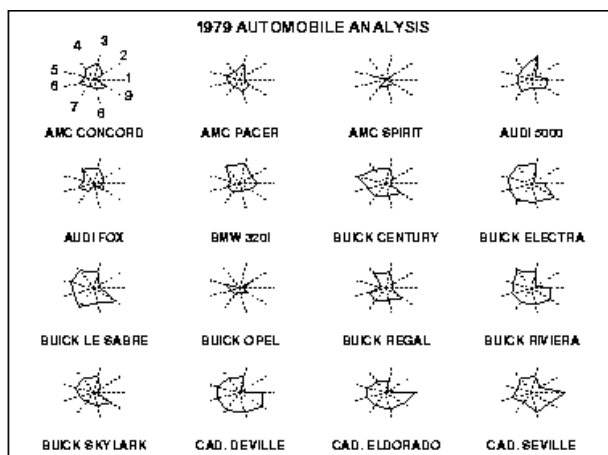 1979 AUTOMOBILE ANALYSIS
4 3 2
5 1
6 9
7 8
AMC CONCORD AMC PACER AMC SPIRIT AUDI 5000
AUDI FOX BMW 320I BUICK CENTURY BUICK ELECTRA
BUICK LE SABRE BUICK OPEL BUICK REGAL BUICK RIVIERA
BUICK SKYLARK CAD. DEVILLE CAD. ELDORADO CAD. SEVILLE